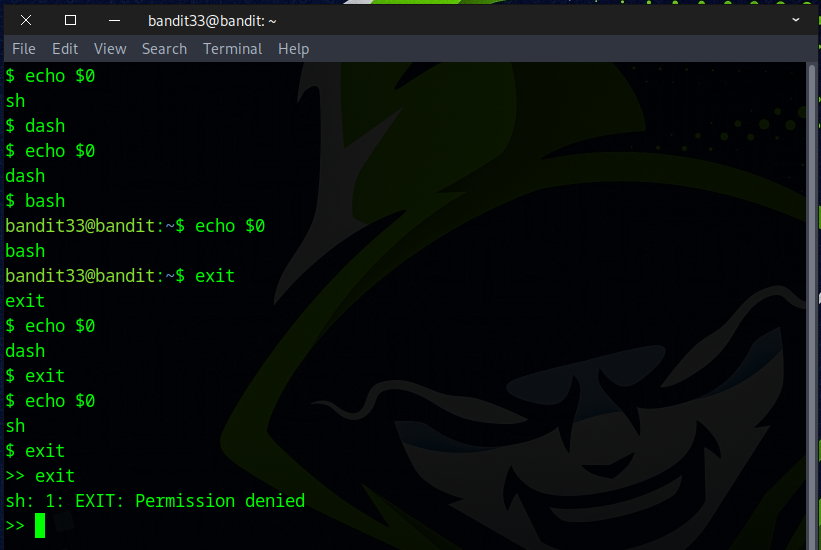 bandit33@bandit: ~
File Edit View Search Terminal Help
$ echo $0
sh
$ dash
$ echo $0
dash
$ bash
bandit33@bandit:~$ echo $0
bash
bandit33@bandit:~$ exit
exit
$ echo $0
dash
$ exit
$ echo $0
sh
$ exit
>> exit
sh: 1: EXIT: Permission denied
>>